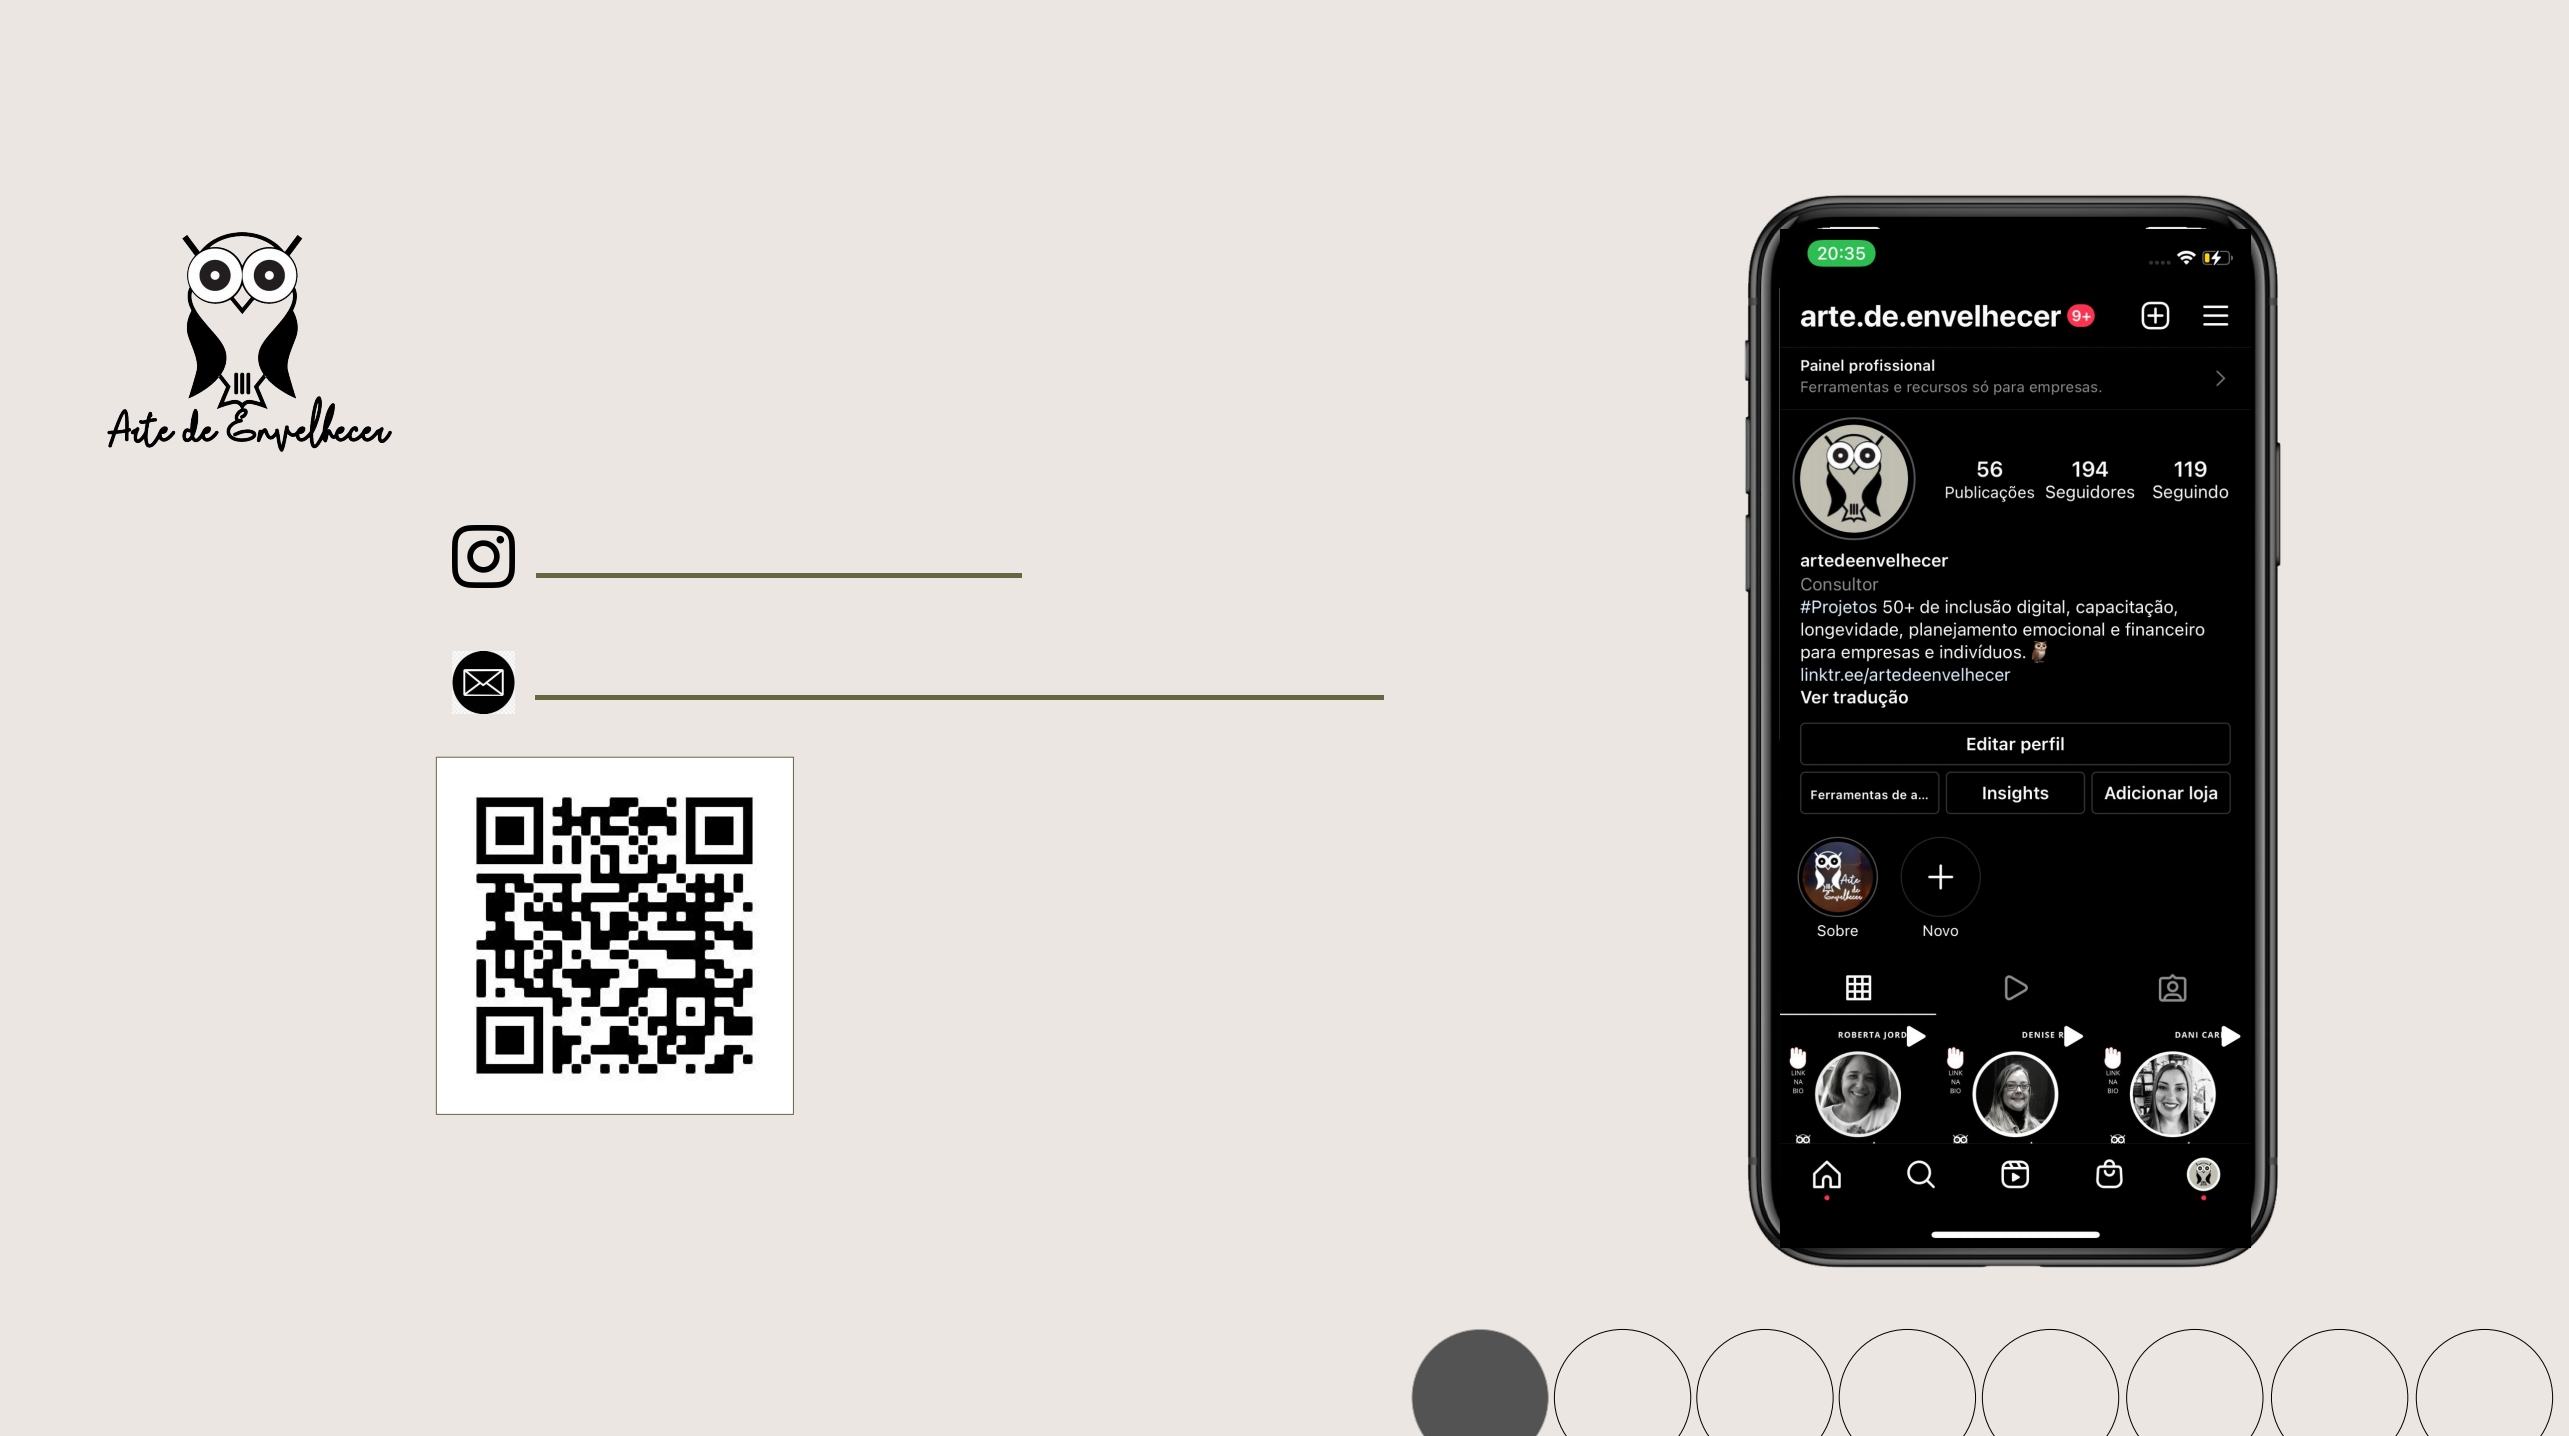 Arte de Envelhecer
20:35
arte.de.envelhecer 9+
Painel profissional
Ferramentas e recursos só para empresas.
56 194 119
Publicações Seguidores Seguindo
artedeenvelhecer
Consultor
#Projetos 50+ de inclusão digital, capacitação,
longevidade, planejamento emocional e financeiro
para empresas e indivíduos. 🦉
linktr.ee/artedeenvelhecer
Ver tradução
Editar perfil
Ferramentas de a... Insights Adicionar loja
Arte
de
Envelhecer
Sobre Novo
ROBERTA JORD DENISE R DANI CAR
LINK LINK LINK
NA NA NA
BIO BIO BIO